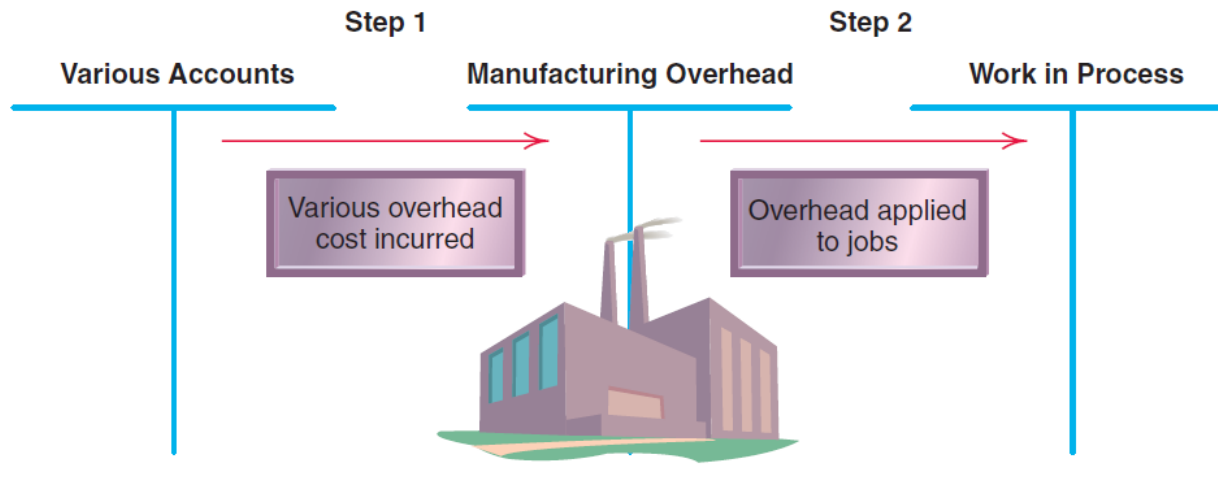 Step 1
Step 2
Various Accounts
Manufacturing Overhead
Work in Process
Various overhead
cost incurred
Overhead applied
to jobs